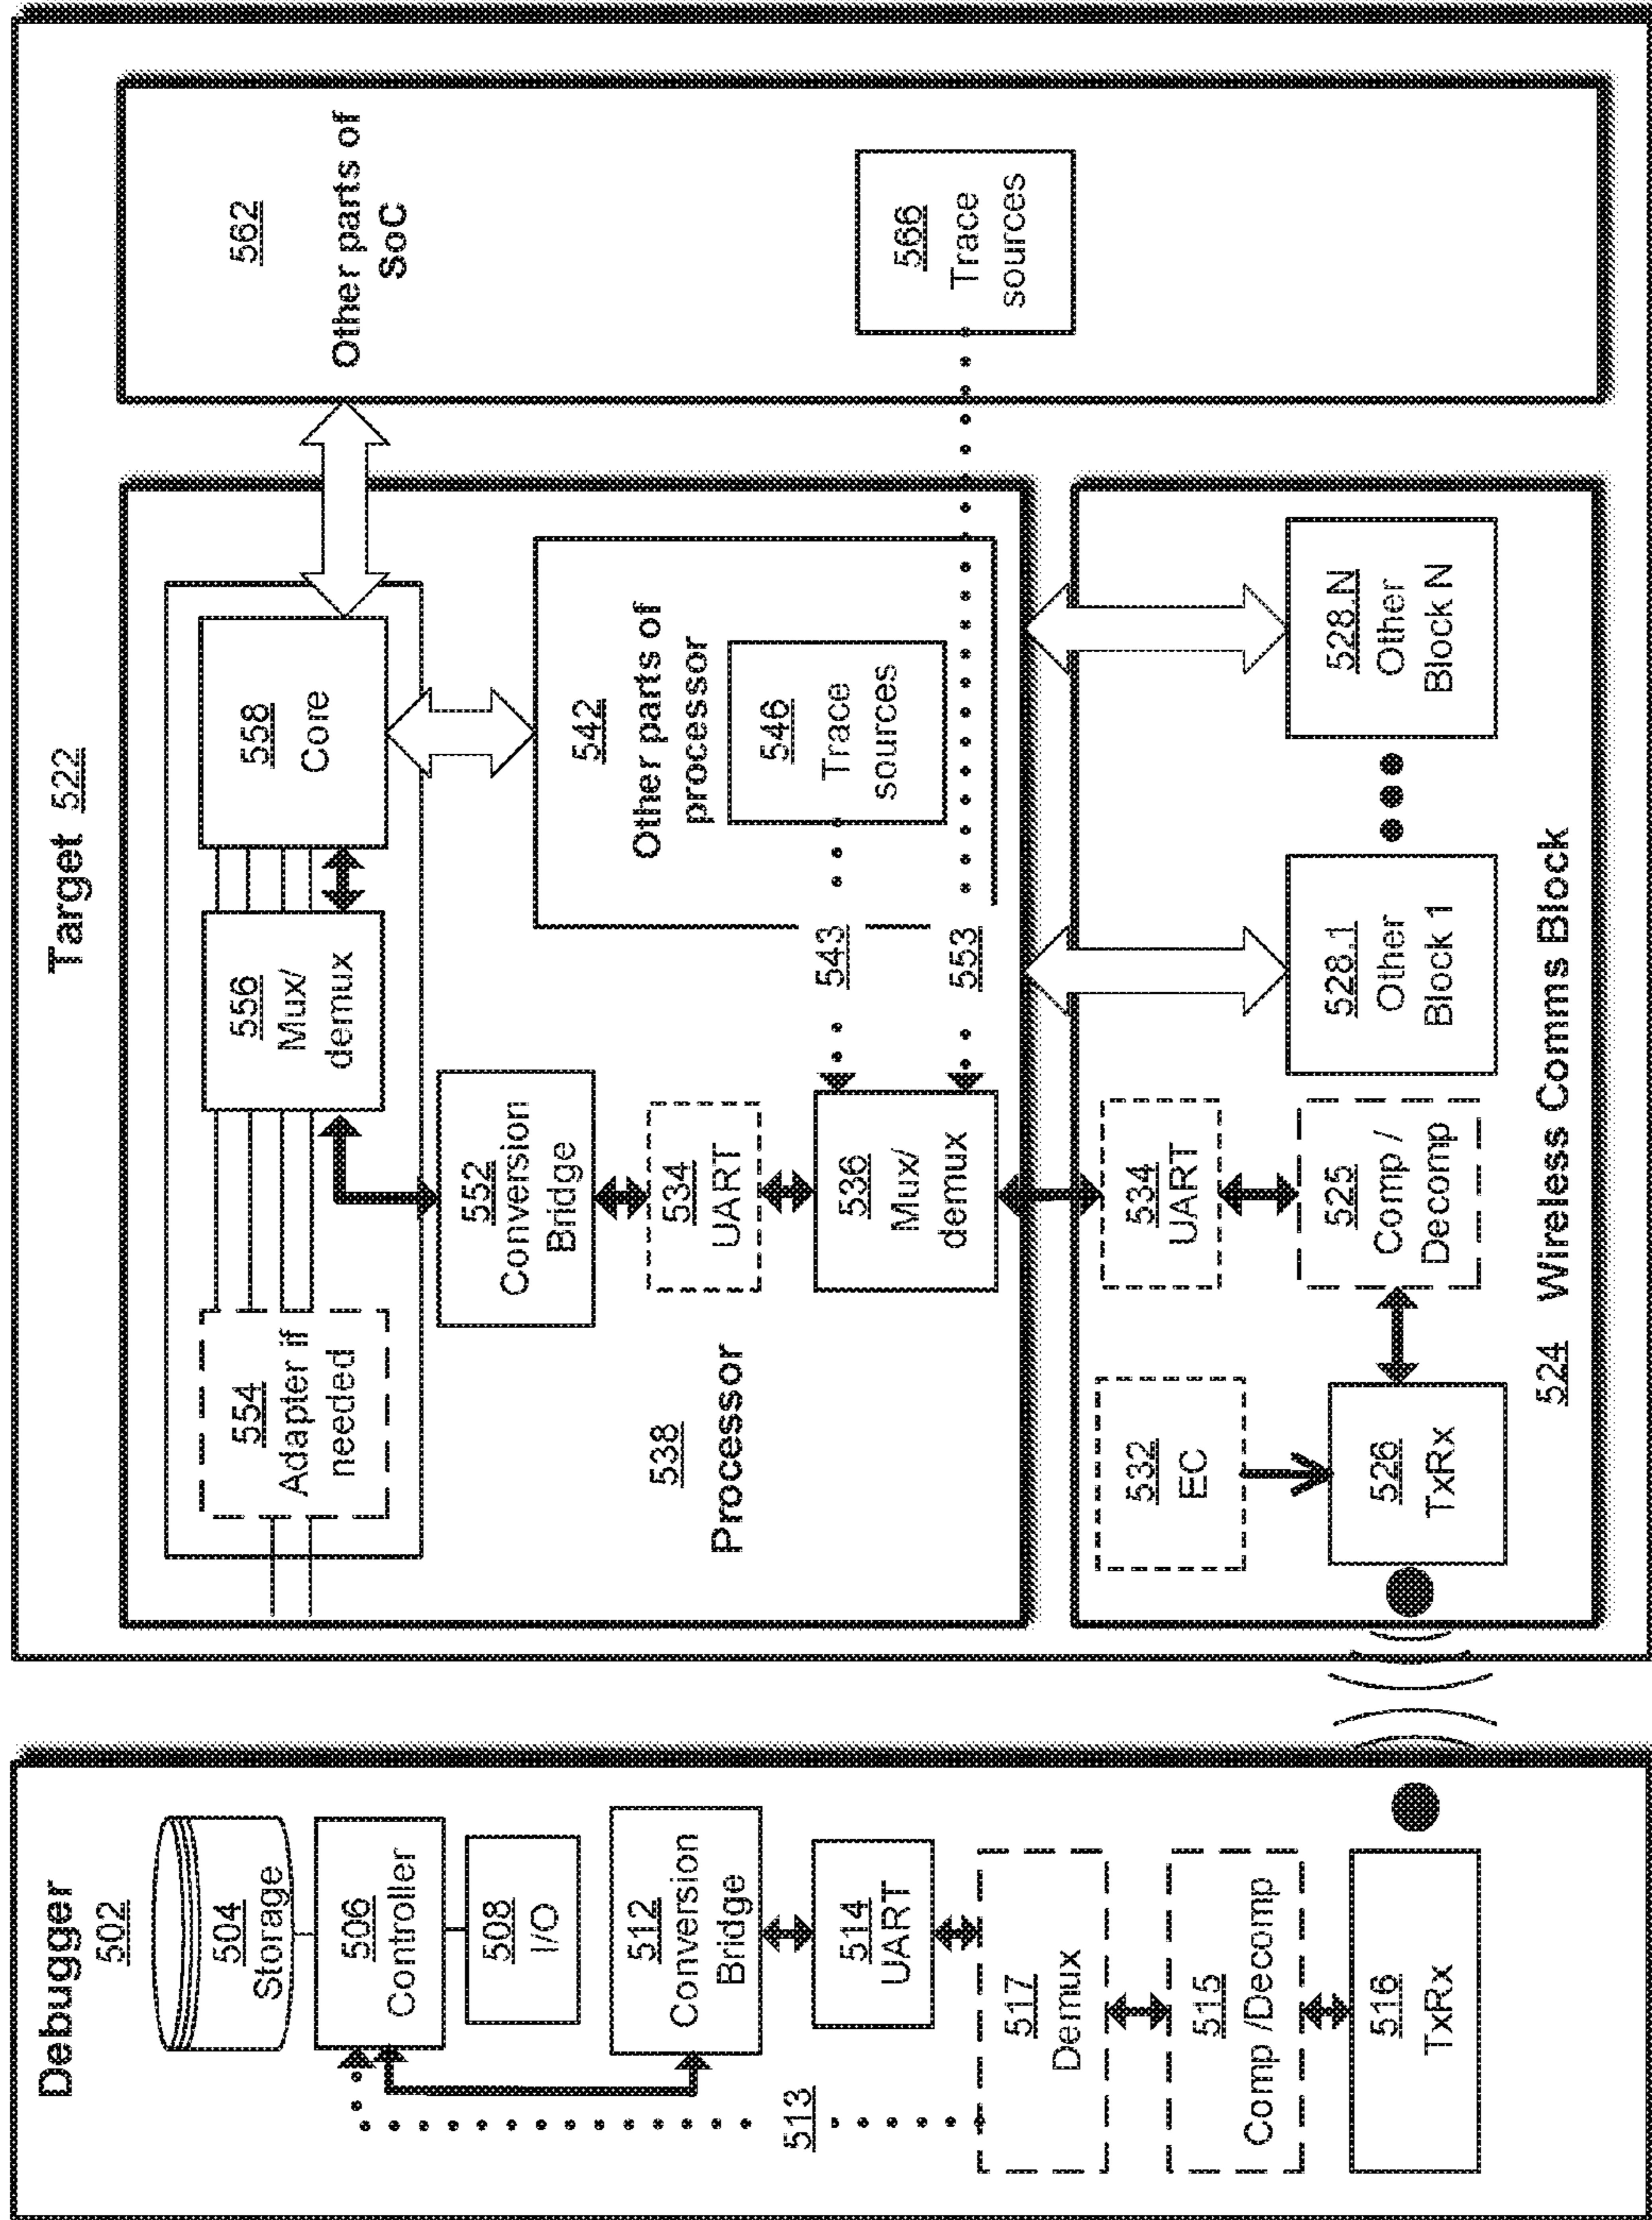 Debugger
502
504
Storage
506
Controller
508
I/O
512
Conversion
Bridge
513
514
UART
517
Demux
515
Comp /Decomp
516
TxRx
Target 522
554
Adapter if
needed
556
Mux/
demux
558
Core
562
Other parts of
SoC
552
Conversion
Bridge
542
Other parts of
processor
538
Processor
534
UART
546
Trace
sources
543
536
Mux/
demux
553
566
Trace
sources
532
EC
534
UART
526
TxRx
525
Comp /
Decomp
528.1
Other
Block 1
528.N
Other
Block N
524 Wireless Comms Block